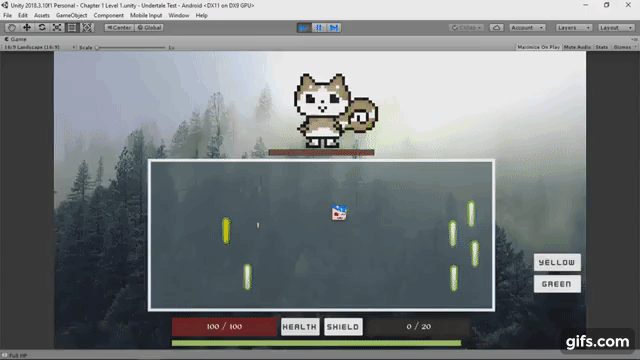 Unity 2018.3.10f1 Personal - Chapter 1 Level 1.unity - Undertale Test - Android <DX11 on DX9 GPU>
File Edit Assets GameObject Component Mobile Input Window Help
Center Global Collab Account Layers Layout
Game
16:9 Landscape (16:9) Scale 1x Maximize On Play Mute Audio Stats Gizmos
YELLOW
GREEN
100 / 100 HEALTH SHIELD 0 / 20
Full HP
gifs.com